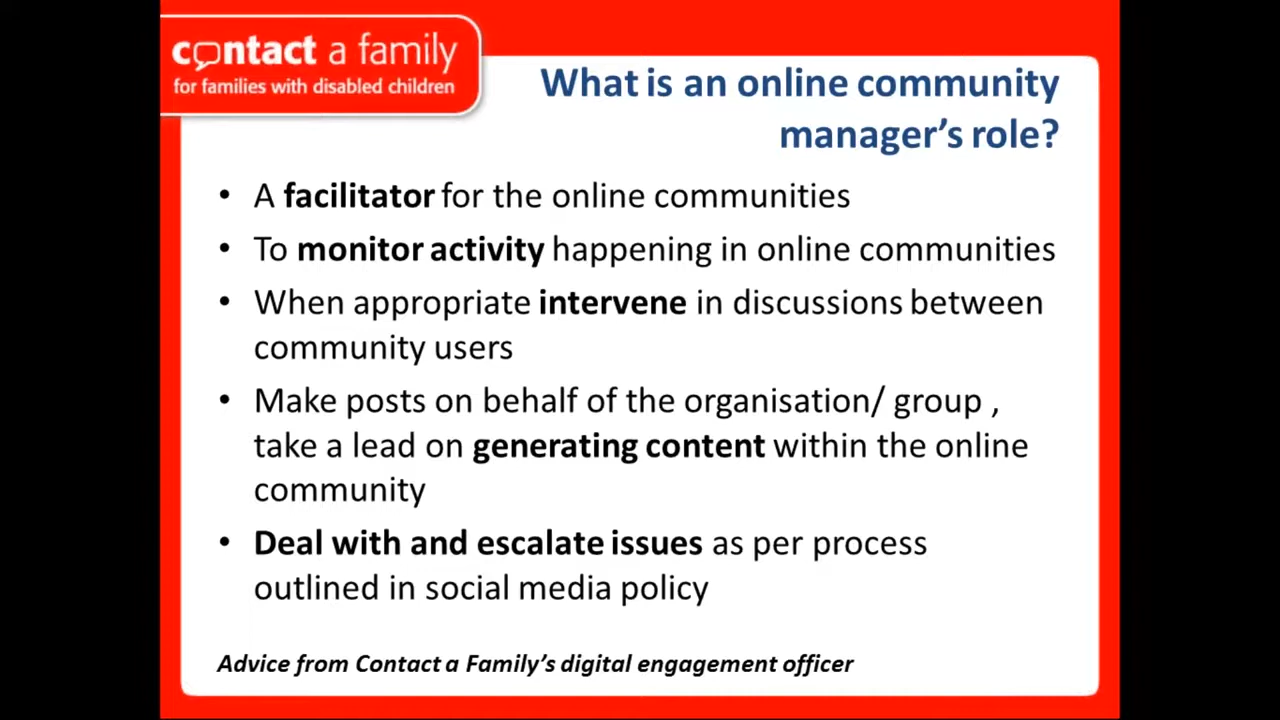 contact a family
for families with disabled children
What is an online community
manager's role?
• A facilitator for the online communities
• To monitor activity happening in online communities
• When appropriate intervene in discussions between
community users
• Make posts on behalf of the organisation/ group ,
take a lead on generating content within the online
community
• Deal with and escalate issues as per process
outlined in social media policy
Advice from Contact a Family's digital engagement officer